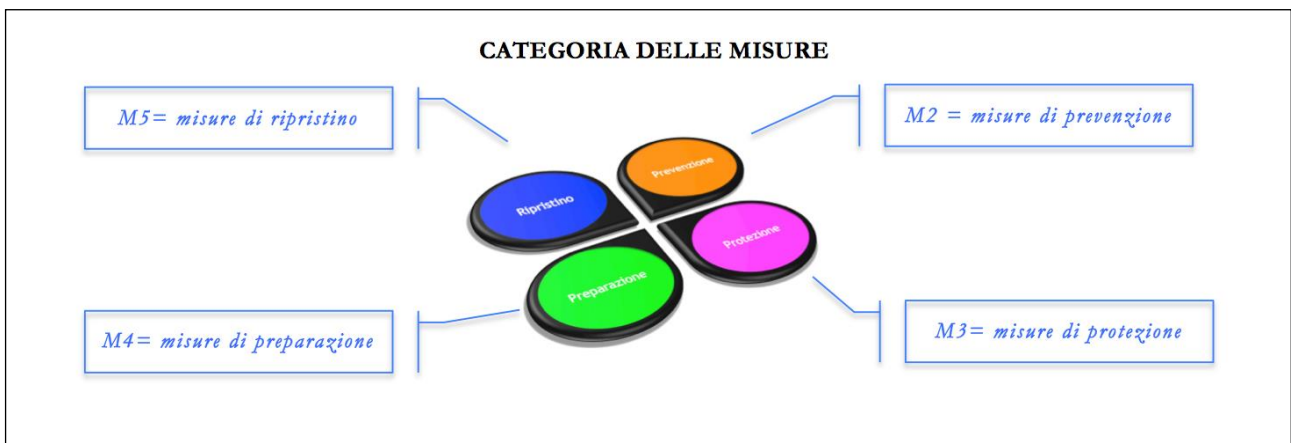 CATEGORIA DELLE MISURE
M5= misure di ripristino
M2 = misure di prevenzione
Prevenzione
Ripristino
Protezione
Preparazione
M4= misure di preparazione
M3= misure di protezione